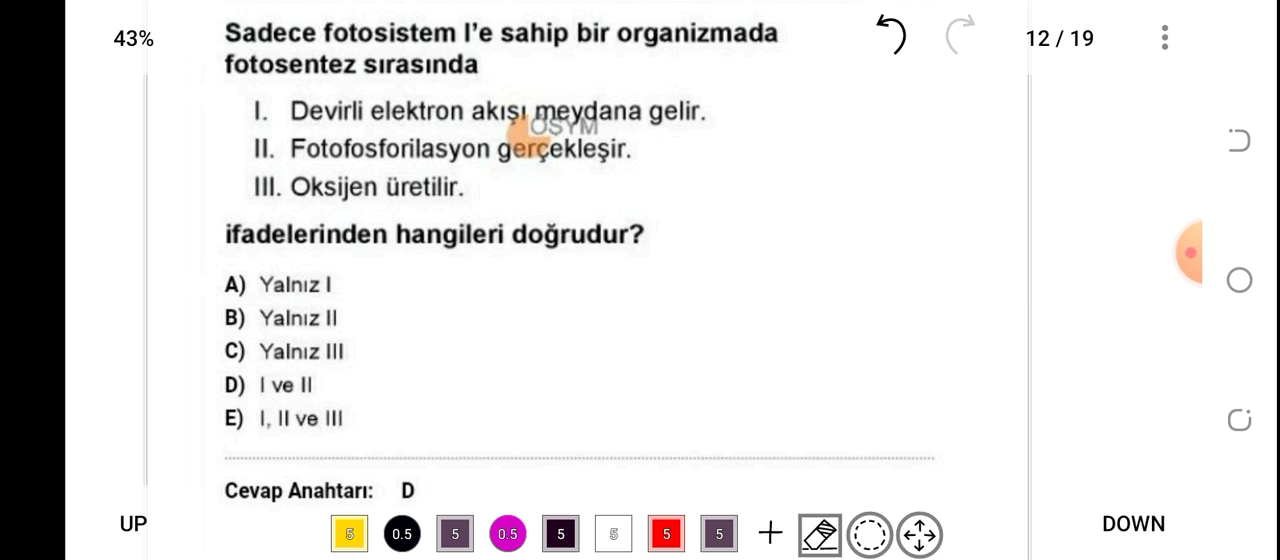 43%
12 / 19
Sadece fotosistem I’e sahip bir organizmada
fotosentez sırasında
I. Devirli elektron akışı meydana gelir.
ÖSYM
II. Fotofosforilasyon gerçekleşir.
III. Oksijen üretilir.
ifadelerinden hangileri doğrudur?
A) Yalnız I
B) Yalnız II
C) Yalnız III
D) I ve II
E) I, II ve III
Cevap Anahtarı: D
UP
5 0.5 5 0.5 5 5 5 5 +
DOWN